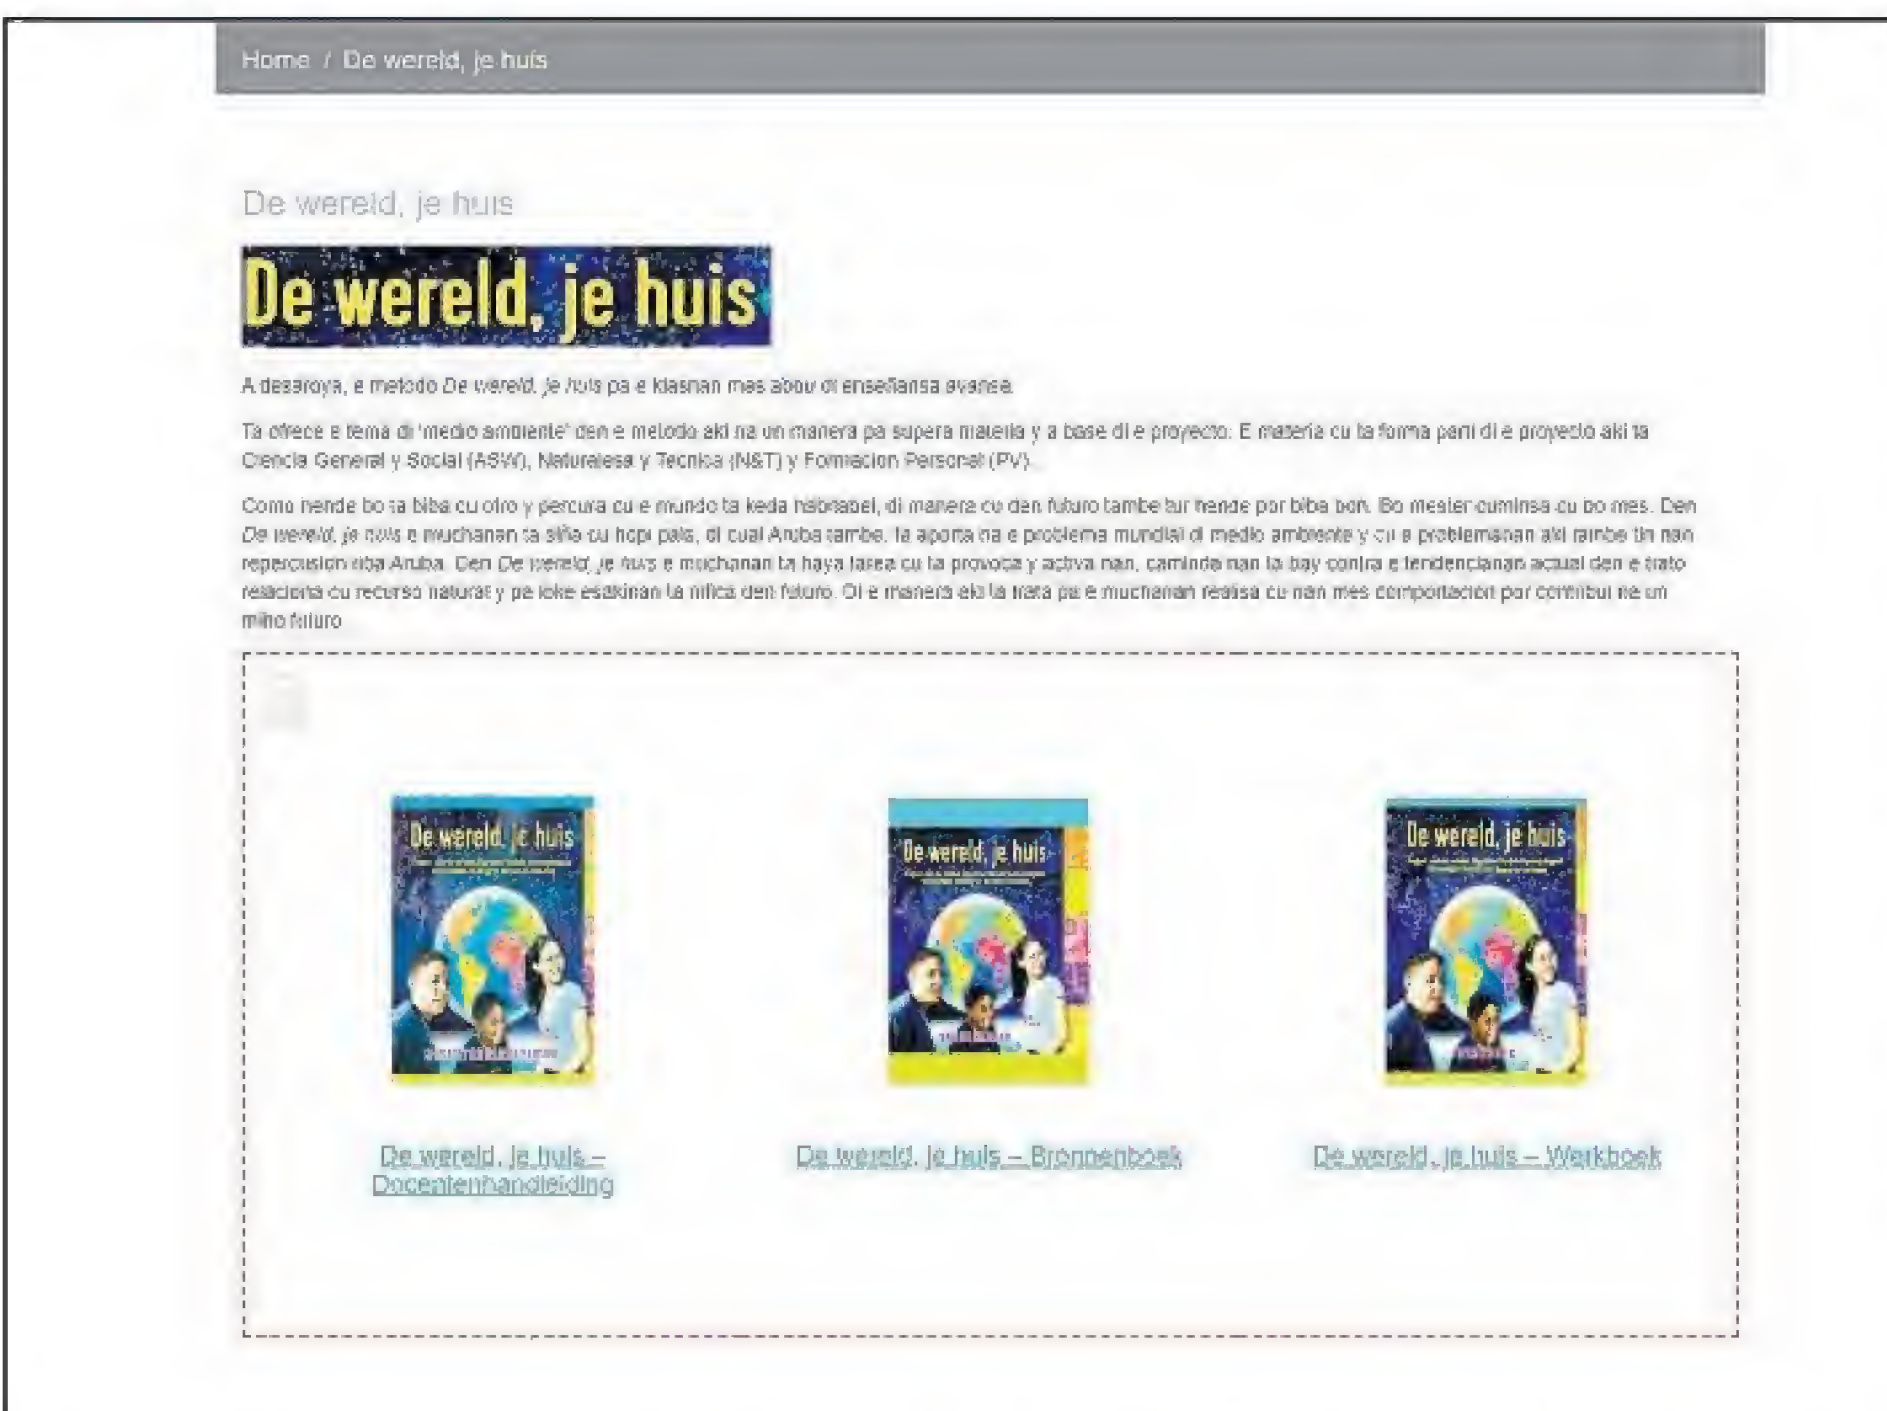 Home / De wereld, je huis
De wereld, je huis
De wereld, je huis
A desaroya, e metodo De wereld, je huis pa e klasnan mas abou di enseñansa avansa.
Ta ofrece e tema di 'medio ambiente' den e metodo aki na un manera pa supera materia y a base di e proyecto. E materia cu ta forma parti di e proyecto aki ta
Ciencia General y Social (ASW), Naturalesa y Tecnica (N&T) y Formacion Personal (PV).
Como hende bo ta biba cu otro y percura cu e mundo ta keda habitabel, di manera cu den futuro tambe tur hende por biba bon. Bo mester cuminsa cu bo mes. Den
De wereld, je huis e muchanan ta siña cu hopi pais, di cual Aruba tambe, ta aporta na e problema mundial di medio ambiente y cu e problemanan aki tambe tin nan
repercusion riba Aruba. Den De wereld, je huis e muchanan ta haya tarea cu ta provoca y activa nan, caminda nan ta bay contra e tendencianan actual den e trato
relaciona cu recurso natural y pa loke esakinan ta nifica den futuro. Di e manera aki ta trata pa e muchanan realisa cu nan mes comportacion por contribui na un
miho futuro
De wereld, je huis
De wereld, je huis
De wereld, je huis
De wereld, je huis –
Docentenhandleiding
De wereld, je huis – Bronnenboek
De wereld, je huis – Werkboek